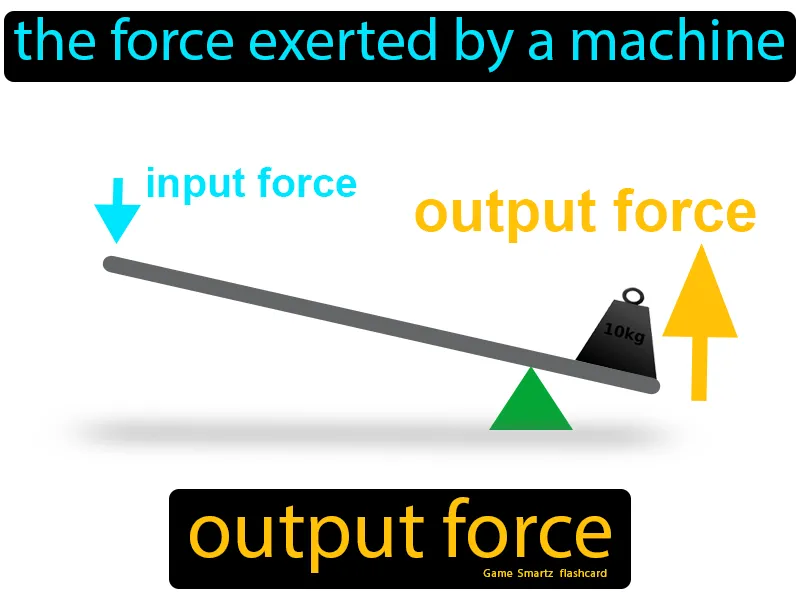 the force exerted by a machine
input force
output force
10kg
output force
Game Smartz flashcard